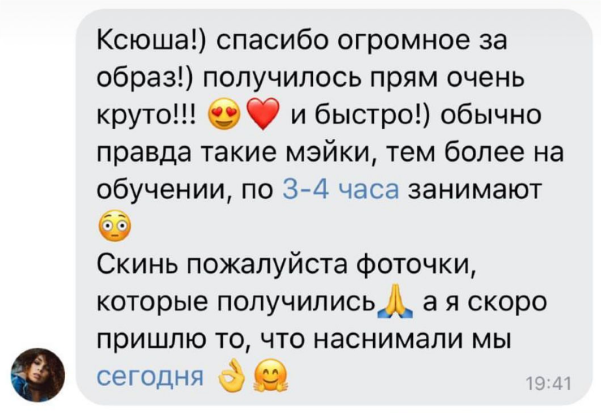 Ксюша!) спасибо огромное за
образ!) получилось прям очень
круто!!! 😍❤️ и быстро!) обычно
правда такие мэйки, тем более на
обучении, по 3-4 часа занимают
😳
Скинь пожалуйста фоточки,
которые получились🙏 а я скоро
пришлю то, что наснимали мы
сегодня 👌🤗
19:41